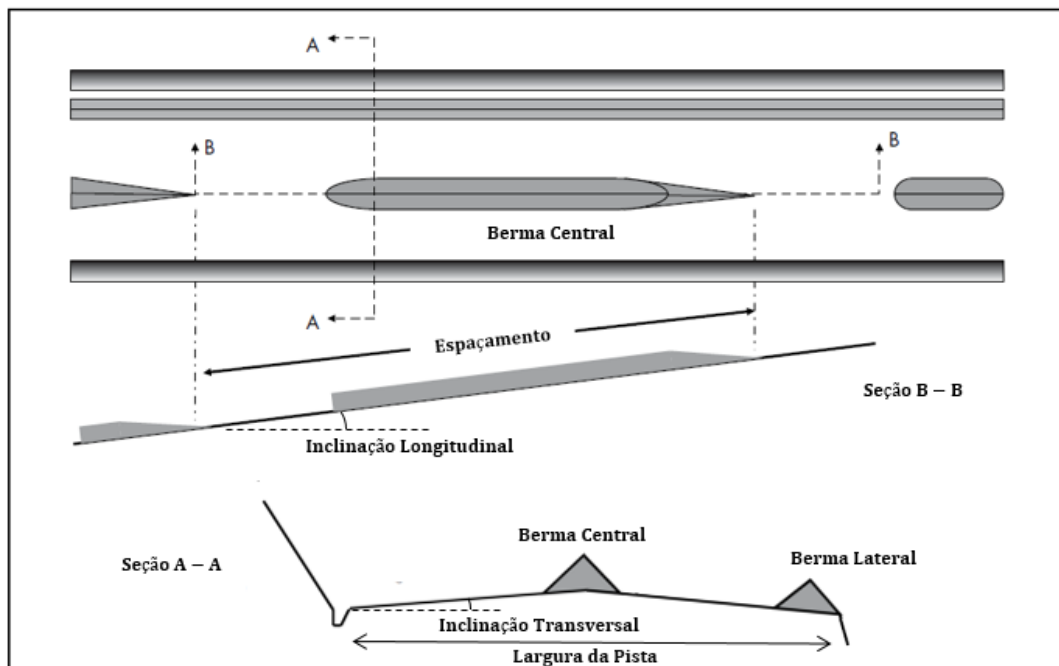 A
B
B
Berma Central
A
Espaçamento
Seção B – B
Inclinação Longitudinal
Berma Central
Seção A – A
Berma Lateral
Inclinação Transversal
Largura da Pista